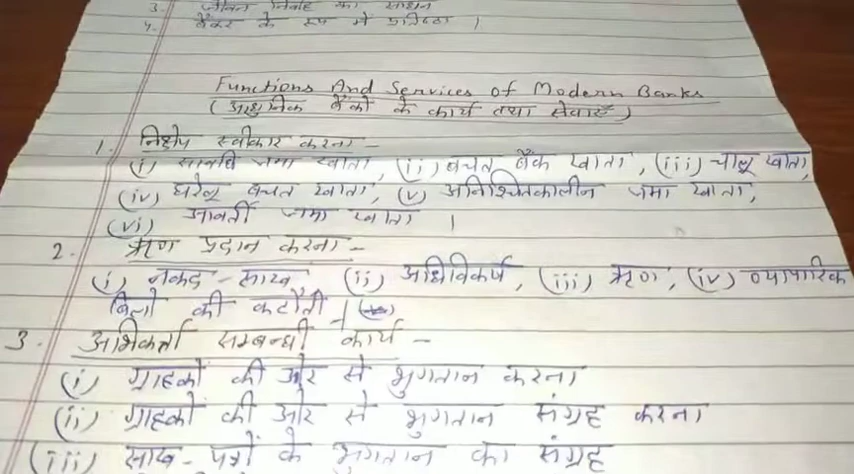 3. जीवन निर्वाह का साधन
4. बैंकर के रूप में प्रतिष्ठा ।
Functions And Services of Modern Banks
(आधुनिक बैंकों के कार्य तथा सेवाएँ)
1. निक्षेप स्वीकार करना -
(i) सावधि जमा खाता, (ii) बचत बैंक खाता, (iii) चालू खाता,
(iv) घरेलू बचत खाता, (v) अनिश्चितकालीन जमा खाता,
(vi) आवर्ती जमा खाता ।
2. ऋण प्रदान करना -
(i) नकद - साख (ii) अधिविकर्ष, (iii) ऋण, (iv) व्यापारिक
बिलों की कटौती ।
3. अभिकर्ता सम्बन्धी कार्य -
(i) ग्राहकों की ओर से भुगतान करना
(ii) ग्राहकों की ओर से भुगतान संग्रह करना
(iii) साख - पत्रों के भुगतान का संग्रह